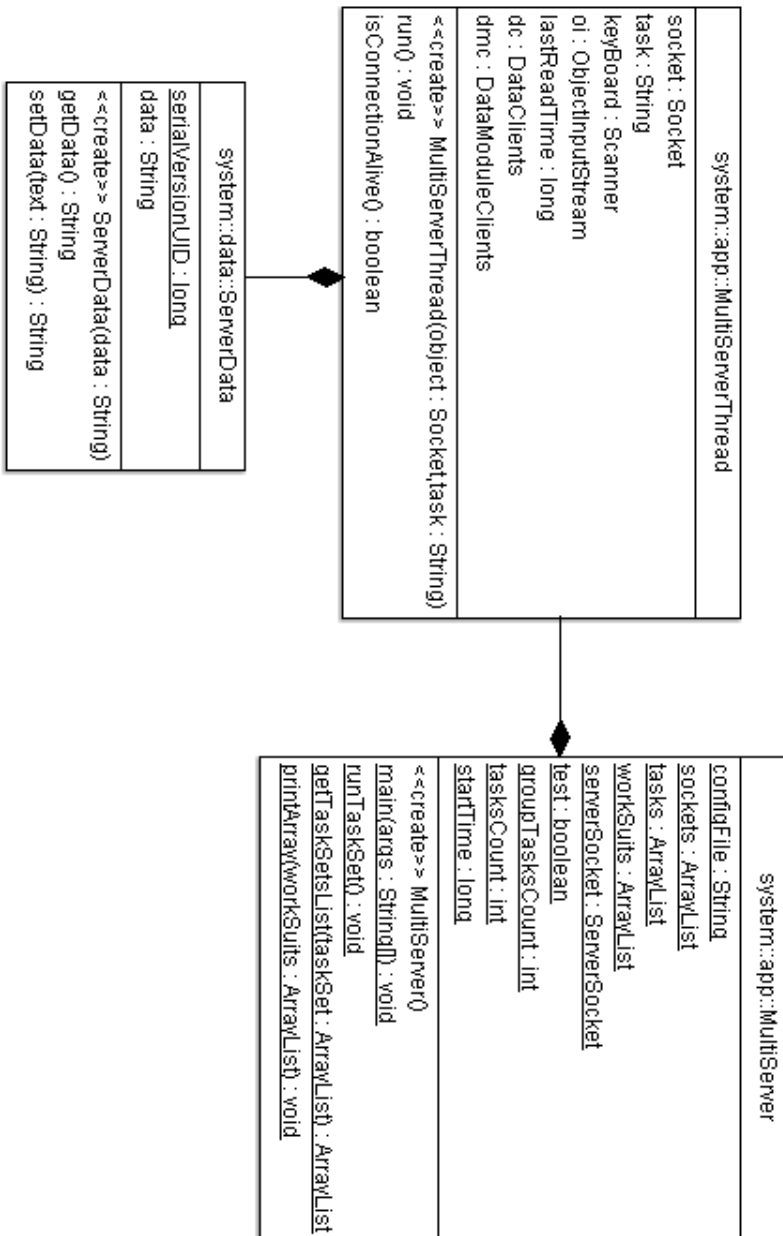 system::app::MultiServerThread
socket : Socket
task : String
keyBoard : Scanner
oi : ObjectInputStream
lastReadTime : long
dc : DataClients
dmc : DataModuleClients
<<create>> MultiServerThread(object : Socket,task : String)
run() : void
isConnectionAlive() : boolean
system::data::ServerData
serialVersionUID : long
data : String
<<create>> ServerData(data : String)
getData() : String
setData(text : String) : String
system::app::MultiServer
configFile : String
sockets : ArrayList
tasks : ArrayList
workSuits : ArrayList
serverSocket : ServerSocket
test : boolean
groupTasksCount : int
tasksCount : int
startTime : long
<<create>> MultiServer()
main(args : String[]) : void
runTaskSet() : void
getTaskSetsList(taskSet : ArrayList) : ArrayList
printArray(workSuits : ArrayList) : void